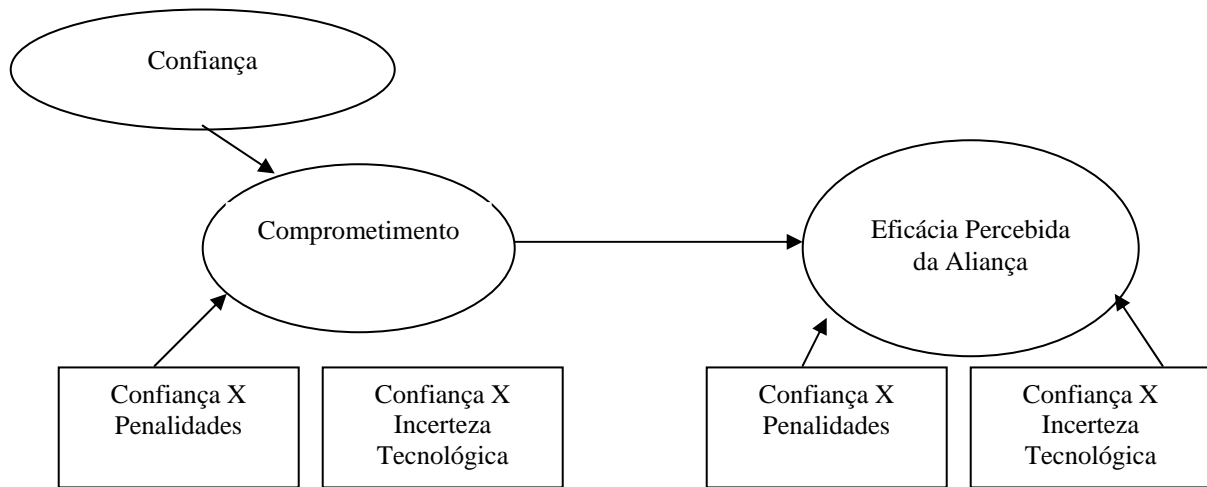 Confiança
Comprometimento
Eficácia Percebida
da Aliança
Confiança X
Penalidades
Confiança X
Incerteza
Tecnológica
Confiança X
Penalidades
Confiança X
Incerteza
Tecnológica